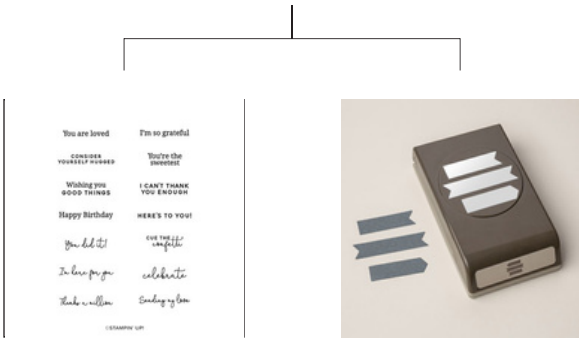 You are loved
I'm so grateful
CONSIDER
YOURSELF HUGGED
You're the
sweetest
Wishing you
GOOD THINGS
I CAN'T THANK
YOU ENOUGH
Happy Birthday
HERE'S TO YOU!
You did it!
CUE THE
confetti
I'm here for you
celebrate
Thanks a million
Sending my love
STAMPIN' UP!